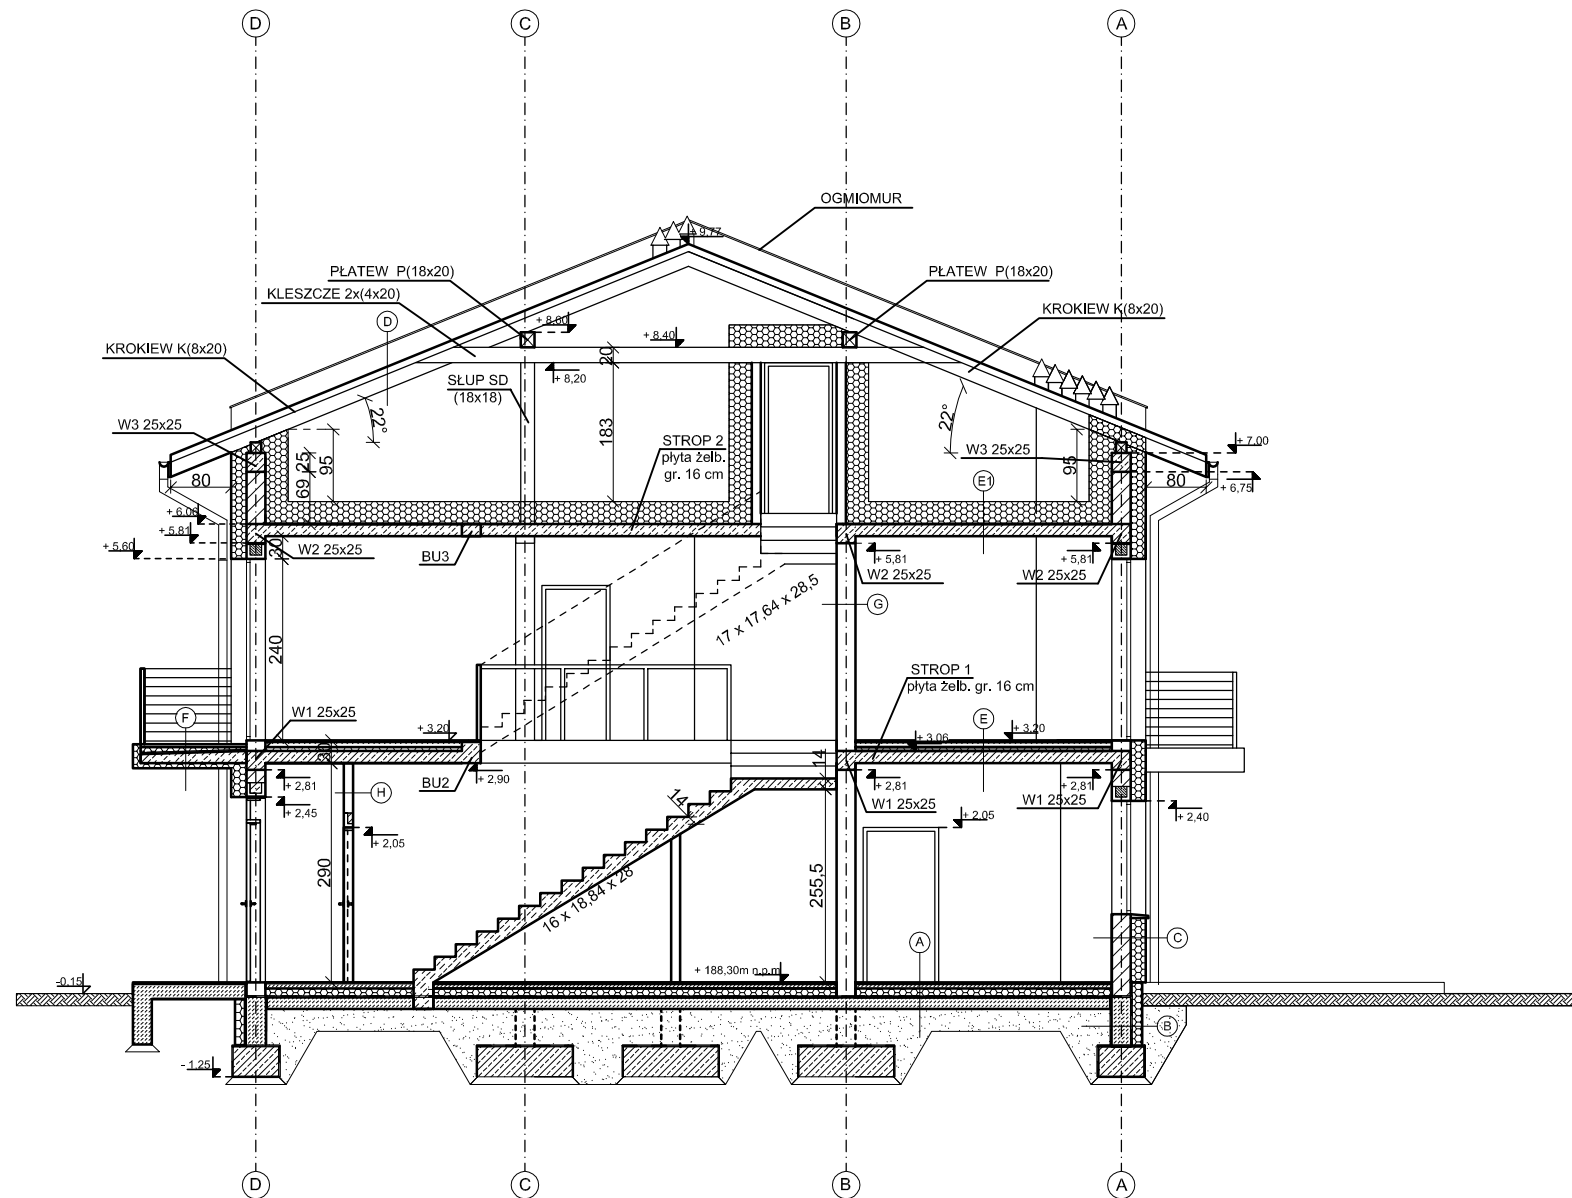 D
C
B
A
OGMIOMUR
+ 9,77
PŁATEW P(18x20)
PŁATEW P(18x20)
KLESZCZE 2x(4x20)
KROKIEW K(8x20)
D
+ 8.60
+ 8.40
KROKIEW K(8x20)
20
+ 8,20
SŁUP SD
(18x18)
22°
22°
183
W3 25x25
STROP 2
płyta żelb.
gr. 16 cm
W3 25x25
+ 7,00
25
69
95
95
80
80
E1
+ 6,75
+ 6.06
+ 5.81
+ 5.60
30
W2 25x25
BU3
+ 5,81
+ 5,81
W2 25x25
W2 25x25
17 x 17,64 x 28,5
G
240
STROP 1
płyta żelb. gr. 16 cm
F
W1 25x25
+ 3.20
E
+ 3.20
+ 3.06
30
14
+ 2,81
+ 2,90
BU2
+ 2,81
+ 2,81
H
W1 25x25
W1 25x25
+ 2,45
14
+ 2,05
+ 2,40
+ 2,05
290
255,5
16 x 18,84 x 28
A
C
+ 188,30m n.p.m
-0.15
B
- 1.25
D
C
B
A